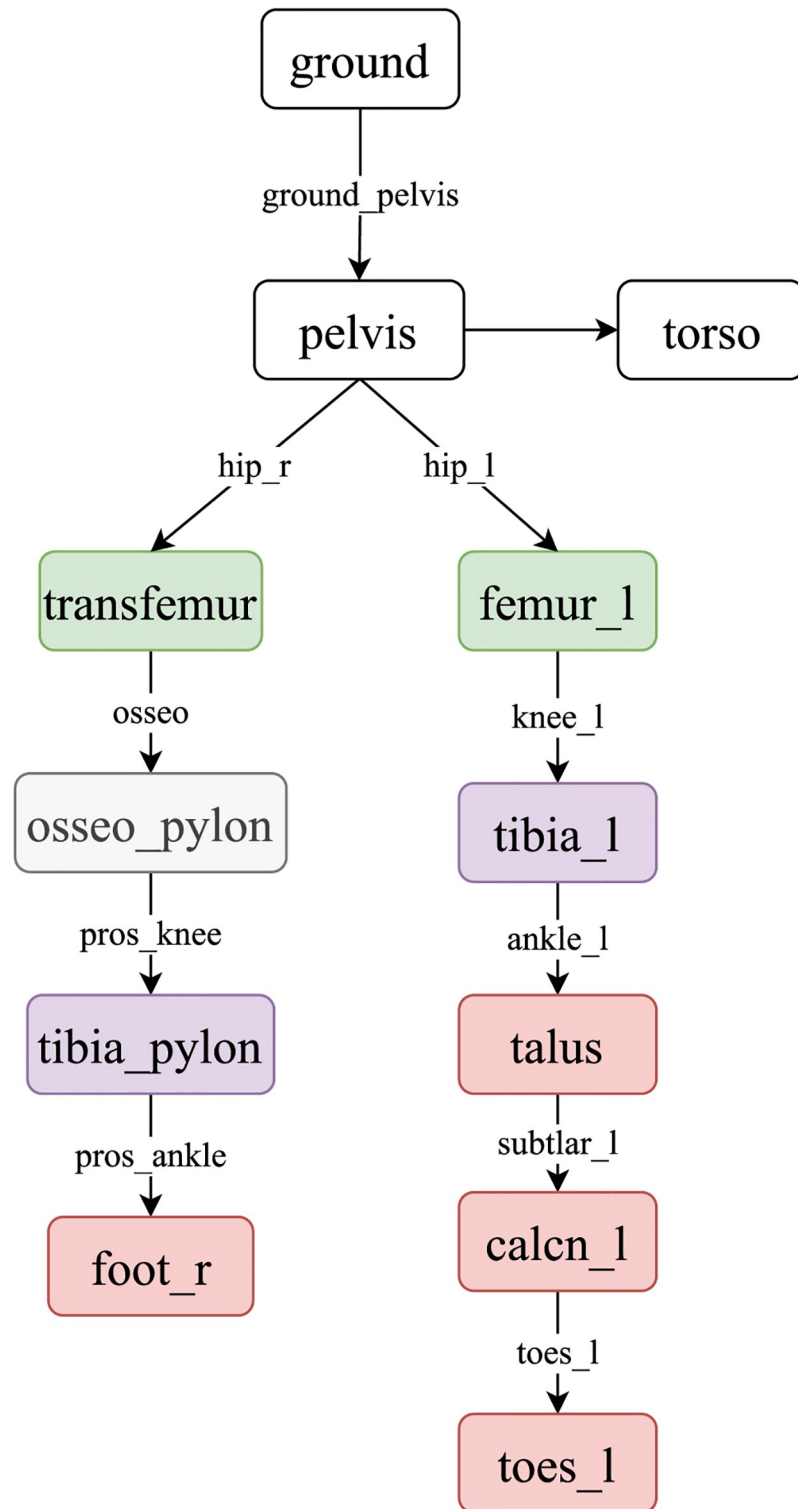 ground
ground_pelvis
pelvis
torso
hip_r
hip_l
transfemur
femur_l
osseo
knee_l
osseo_pylon
tibia_l
pros_knee
ankle_l
tibia_pylon
talus
pros_ankle
subtlar_l
foot_r
calcn_l
toes_l
toes_l